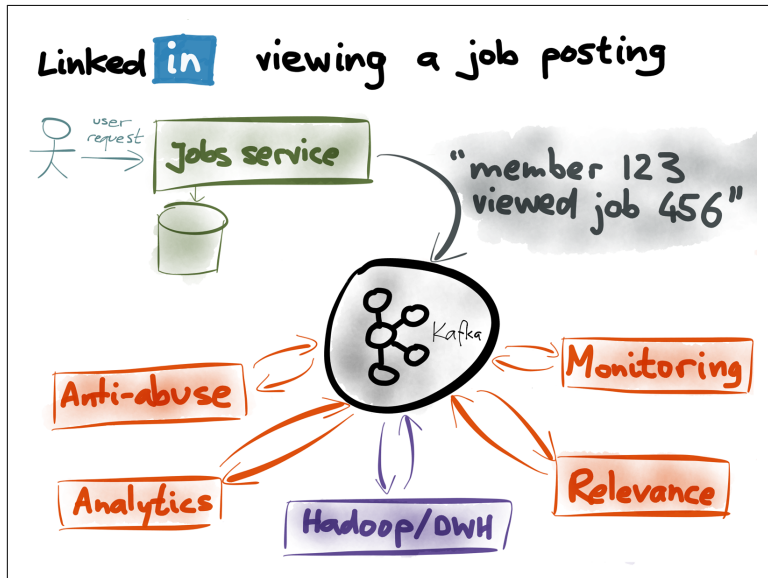 Linked in viewing a job posting
user
request
Jobs service
"member 123
viewed job 456"
Kafka
Anti-abuse
Monitoring
Analytics
Relevance
Hadoop/DWH